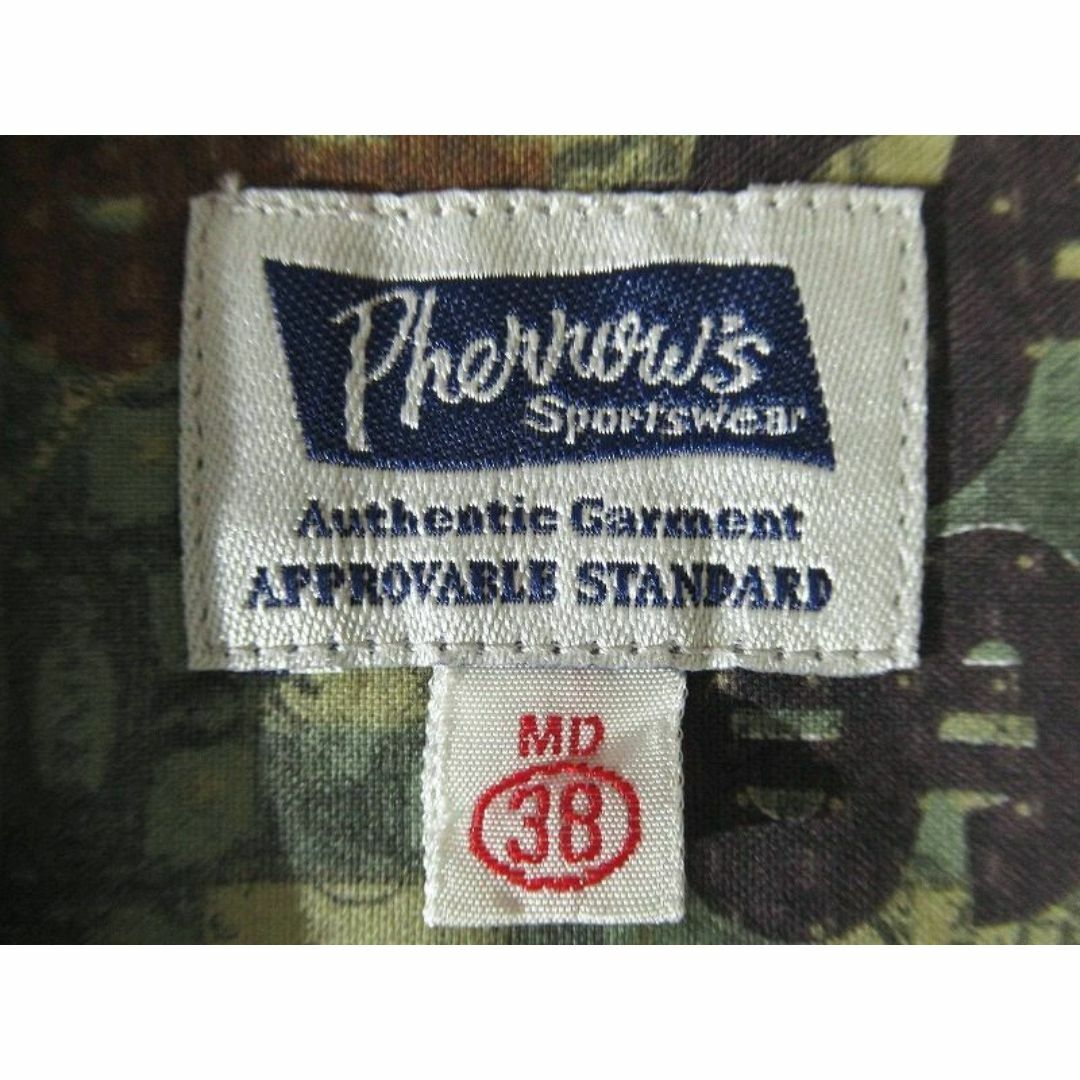 Pherrow's
Sportswear
Authentic Garment
APPROVABLE STANDARD
MD
38